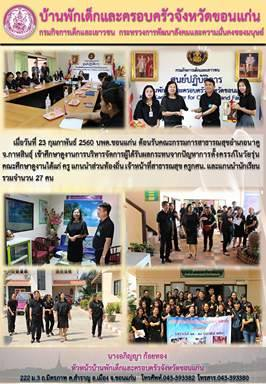 บ้านพักเด็กและครอบครัวจังหวัดขอนแก่น
กรมกิจการเด็กและเยาวชน กระทรวงการพัฒนาสังคมและความมั่นคงของมนุษย์
ศูนย์ปฏิบัติการ
เมื่อวันที่ 23 กุมภาพันธ์ 2560 บพด.ขอนแก่น ต้อนรับคณะกรรมการสาธารณสุขอำเภอนาคู
จ.กาฬสินธุ์ เข้าศึกษาดูงานการบริหารจัดการผู้ได้รับผลกระทบจากปัญหาการตั้งครรภ์ในวัยรุ่น
คณะศึกษาดูงานได้แก่ ครู แกนนำส่วนท้องถิ่น เจ้าหน้าที่สาธารณสุข ครูกศน. และแกนนำนักเรียน
รวมจำนวน 27 คน
นางอภิญญา ก้อยทอง
หัวหน้าบ้านพักเด็กและครอบครัวจังหวัดขอนแก่น
222 ม.3 ถ.มิตรภาพ ต.สำราญ อ.เมือง จ.ขอนแก่น โทรศัพท์.043-393382 โทรสาร.043-393380